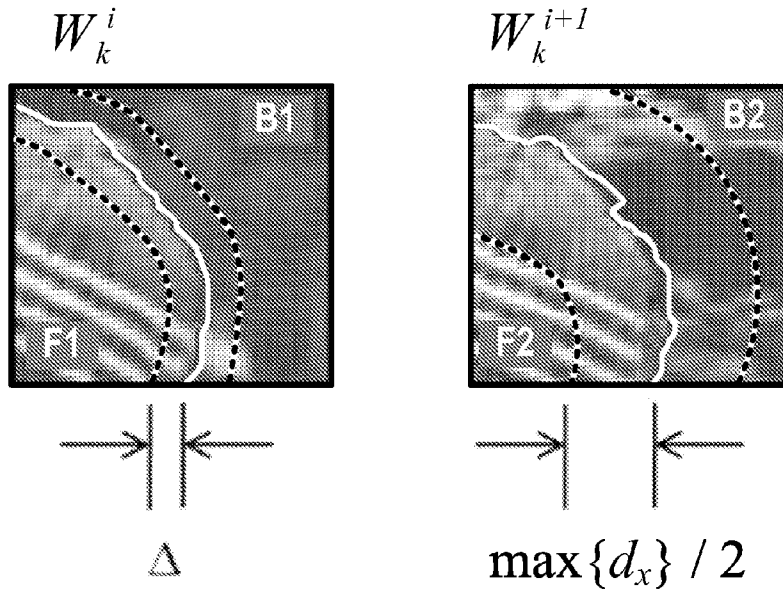 W_k^i
W_k^{i+1}
B1
B2
F1
F2
Δ
max{d_x} / 2